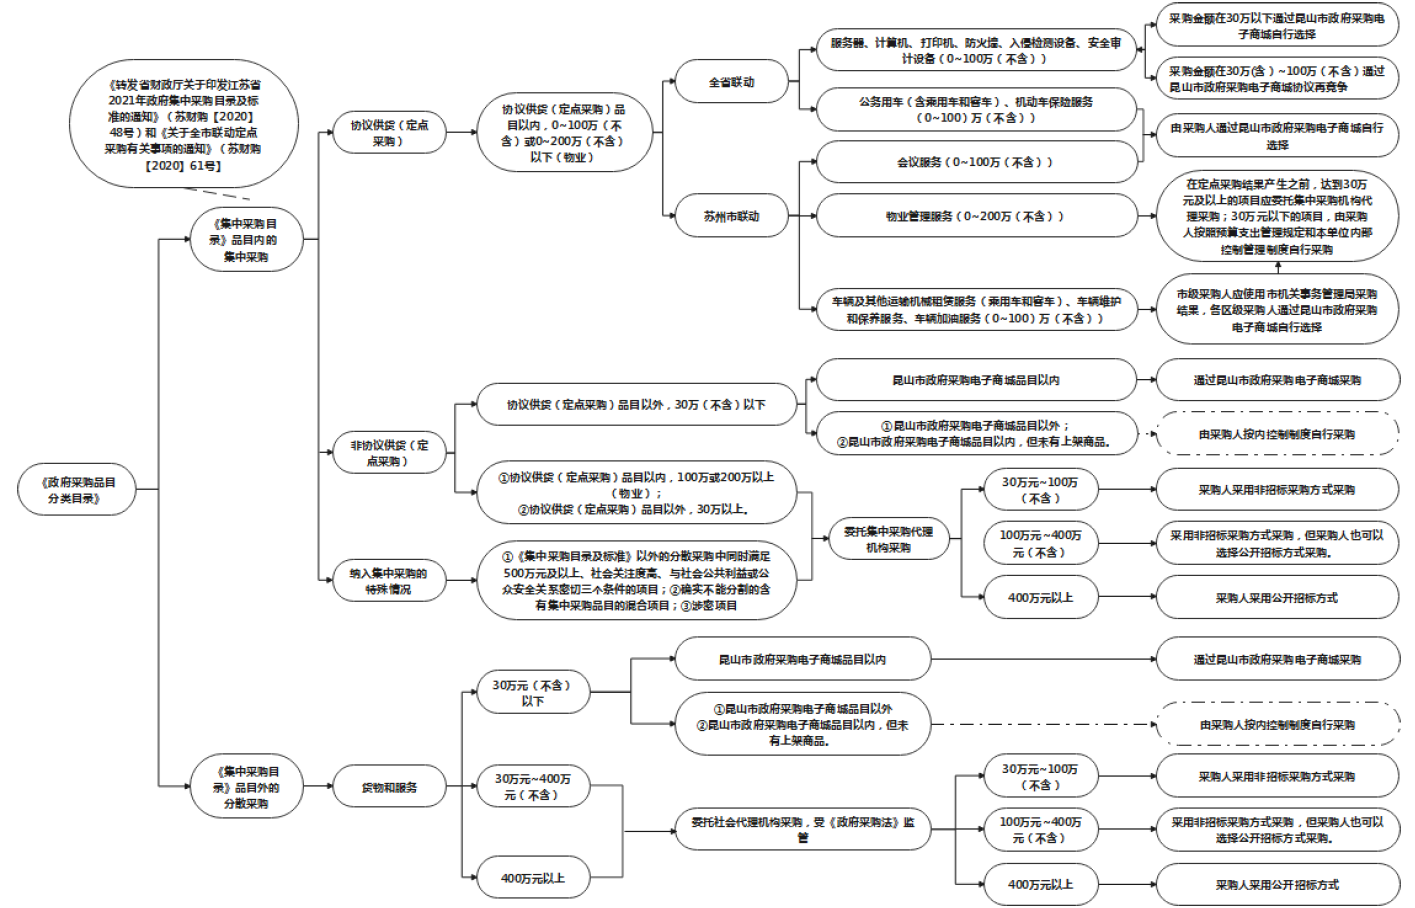 《政府采购品目
分类目录》
《转发省财政厅关于印发江苏省
2021年政府集中采购目录及标
准的通知》（苏财购【2020】
48号）和《关于全市联动定点
采购有关事项的通知》（苏财购
【2020】61号】
《集中采购目
录》品目内的
集中采购
协议供货（定点
采购）
协议供货（定点采购）品
目以内，0~100万（不
含）或0~200万（不含）
以下（物业）
全省联动
服务器、计算机、打印机、防火墙、入侵检测设备、安全审
计设备（0~100万（不含））
采购金额在30万以下通过昆山市政府采购电
子商城自行选择
采购金额在30万(含）~100万（不含）通过
昆山市政府采购电子商城协议再竞争
公务用车（含乘用车和客车）、机动车保险服务
（0~100）万（不含））
由采购人通过昆山市政府采购电子商城自行
选择
苏州市联动
会议服务（0~100万（不含））
物业管理服务（0~200万（不含））
在定点采购结果产生之前，达到30万
元及以上的项目应委托集中采购机构代
理采购；30万元以下的项目，由采购
人按照预算支出管理规定和本单位内部
控制管理制度自行采购
车辆及其他运输机械租赁服务（乘用车和客车）、车辆维护
和保养服务、车辆加油服务（0~100）万（不含））
市级采购人应使用市机关事务管理局采购
结果，各区级采购人通过昆山市政府采购
电子商城自行选择
非协议供货（定
点采购）
协议供货（定点采购）品目以外，30万（不含）以下
昆山市政府采购电子商城品目以内
通过昆山市政府采购电子商城采购
①昆山市政府采购电子商城品目以外；
②昆山市政府采购电子商城品目以内，但未有上架商品。
由采购人按内控制制度自行采购
①协议供货（定点采购）品目以内，100万或200万以上
（物业）；
②协议供货（定点采购）品目以外，30万以上。
纳入集中采购的
特殊情况
①《集中采购目录及标准》以外的分散采购中同时满足
500万元及以上、社会关注度高、与社会公共利益或公
众安全关系密切三个条件的项目；②确实不能分割的含
有集中采购品目的混合项目；③涉密项目
委托集中采购代理
机构采购
30万元~100万
（不含）
采购人采用非招标采购方式采购
100万元~400万
元（不含）
采用非招标采购方式采购，但采购人也可以
选择公开招标方式采购。
400万元以上
采购人采用公开招标方式
《集中采购目
录》品目外的
分散采购
货物和服务
30万元（不含）
以下
昆山市政府采购电子商城品目以内
通过昆山市政府采购电子商城采购
①昆山市政府采购电子商城品目以外
②昆山市政府采购电子商城品目以内，但未
有上架商品。
由采购人按内控制制度自行采购
30万元~400万
元（不含）
400万元以上
委托社会代理机构采购，受《政府采购法》监
管
30万元~100万
（不含）
采购人采用非招标采购方式采购
100万元~400万
元（不含）
采用非招标采购方式采购，但采购人也可以
选择公开招标方式采购。
400万元以上
采购人采用公开招标方式